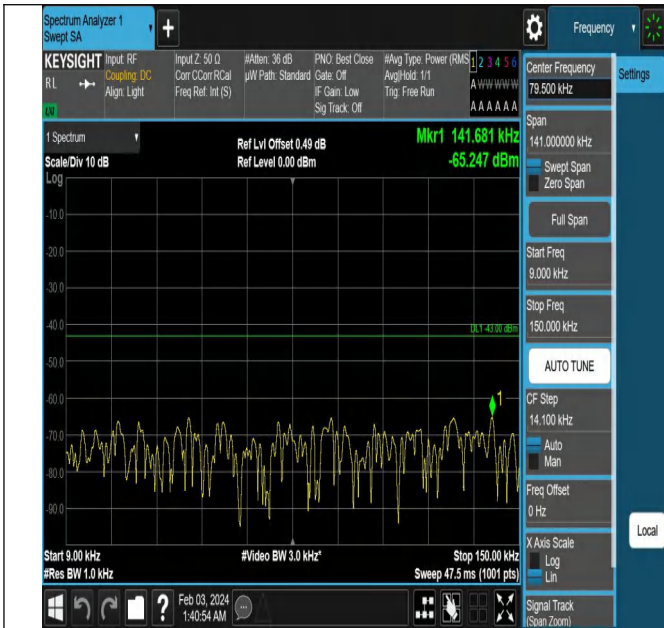 Spectrum Analyzer 1
Swept SA
Frequency
KEYSIGHT
RL
LXI
Input: RF
Coupling: DC
Align: Light
Input Z: 50 Ω
Corr CCorr RCal
Freq Ref: Int (S)
#Atten: 36 dB
µW Path: Standard
PNO: Best Close
Gate: Off
IF Gain: Low
Sig Track: Off
#Avg Type: Power (RMS
Avg|Hold: 1/1
Trig: Free Run
1 2 3 4 5 6
A W W W W W
A A A A A A
Center Frequency
79.500 kHz
Settings
Span
141.000000 kHz
Swept Span
Zero Span
Full Span
Start Freq
9.000 kHz
Stop Freq
150.000 kHz
AUTO TUNE
CF Step
14.100 kHz
Auto
Man
Freq Offset
0 Hz
X Axis Scale
Log
Lin
Signal Track
(Span Zoom)
Local
1 Spectrum
Scale/Div 10 dB
Ref Lvl Offset 0.49 dB
Ref Level 0.00 dBm
Mkr1 141.681 kHz
-65.247 dBm
Log
-10.0
-20.0
-30.0
-40.0
-50.0
-60.0
-70.0
-80.0
-90.0
DL1 -43.00 dBm
1
Start 9.00 kHz
#Res BW 1.0 kHz
#Video BW 3.0 kHz*
Stop 150.00 kHz
Sweep 47.5 ms (1001 pts)
Feb 03, 2024
1:40:54 AM